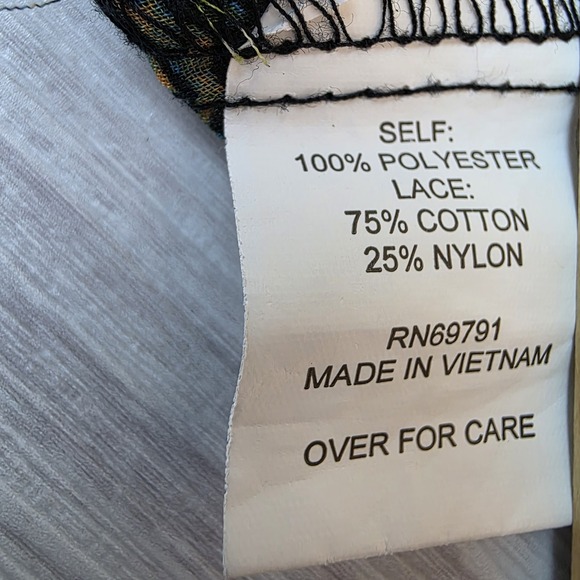 SELF:
100% POLYESTER
LACE:
75% COTTON
25% NYLON
RN69791
MADE IN VIETNAM
OVER FOR CARE